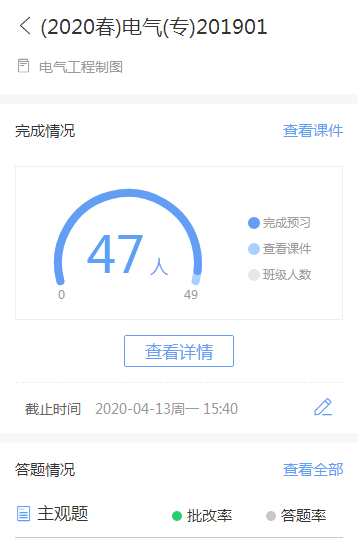 (2020春)电气(专)201901
电气工程制图
完成情况 查看课件
完成预习
47人
查看课件
班级人数
0 49
查看详情
截止时间 2020-04-13周一 15:40
答题情况 查看全部
主观题 批改率 答题率